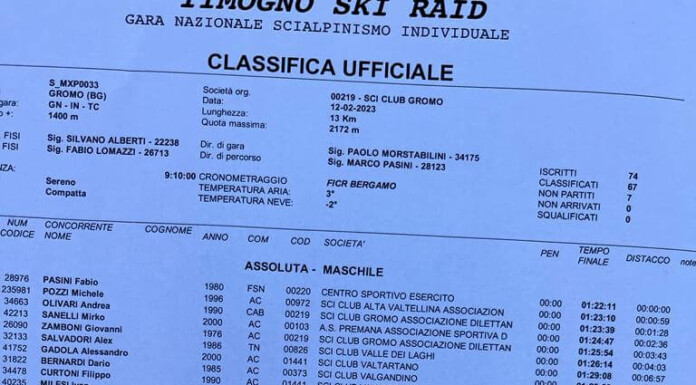 TIMOGNO SKI RAID
GARA NAZIONALE SCIALPINISMO INDIVIDUALE
CLASSIFICA UFFICIALE
S_MXP0033 Società org. 00219 - SCI CLUB GROMO
GROMO (BG) Data: 12-02-2023
gara: GN - IN - TC Lunghezza: 13 Km
o +: 1400 m Quota massima: 2172 m
FISI Sig. SILVANO ALBERTI - 22238 Dir. di gara Sig. PAOLO MORSTABILINI - 34175
FISI Sig. FABIO LOMAZZI - 26713 Dir. di percorso Sig. MARCO PASINI - 28123
ISCRITTI 74
CLASSIFICATI 67
NON PARTITI 7
NON ARRIVATI 0
SQUALIFICATI 0
NZA: 9:10:00 CRONOMETRAGGIO FICR BERGAMO
Sereno TEMPERATURA ARIA: 3°
Compatta TEMPERATURA NEVE: -2°
NUM CODICE CONCORRENTE COGNOME NOME ANNO COM COD SOCIETA' PEN TEMPO FINALE DISTACCO note
ASSOLUTA - MASCHILE
28976 PASINI Fabio 1980 FSN 00220 CENTRO SPORTIVO ESERCITO 00:00 01:22:11 00:00:00
235981 POZZI Michele 1996 AC 00972 SCI CLUB ALTA VALTELLINA ASSOCIAZION 00:00 01:23:10 00:00:59
34663 OLIVARI Andrea 1990 CAB 00219 SCI CLUB GROMO ASSOCIAZIONE DILETTAN 00:00 01:23:39 00:01:28
42213 SANELLI Mirko 2000 AC 00103 A.S. PREMANA ASSOCIAZIONE SPORTIVA D 00:00 01:24:47 00:02:36
26090 ZAMBONI Giovanni 1976 AC 00219 SCI CLUB GROMO ASSOCIAZIONE DILETTAN 00:00 01:25:54 00:03:43
32133 SALVADORI Alex 1986 TN 00826 SCI CLUB VALLE DEI LAGHI 00:00 01:26:14 00:04:03
41752 GADOLA Alessandro 2000 AC 01441 SCI CLUB VALTARTANO 00:00 01:29:08 00:06:57
31822 BERNARDI Dario AC SCI CLUB VALGANDINO
34478 CURTONI Filippo 1990 AC 01441